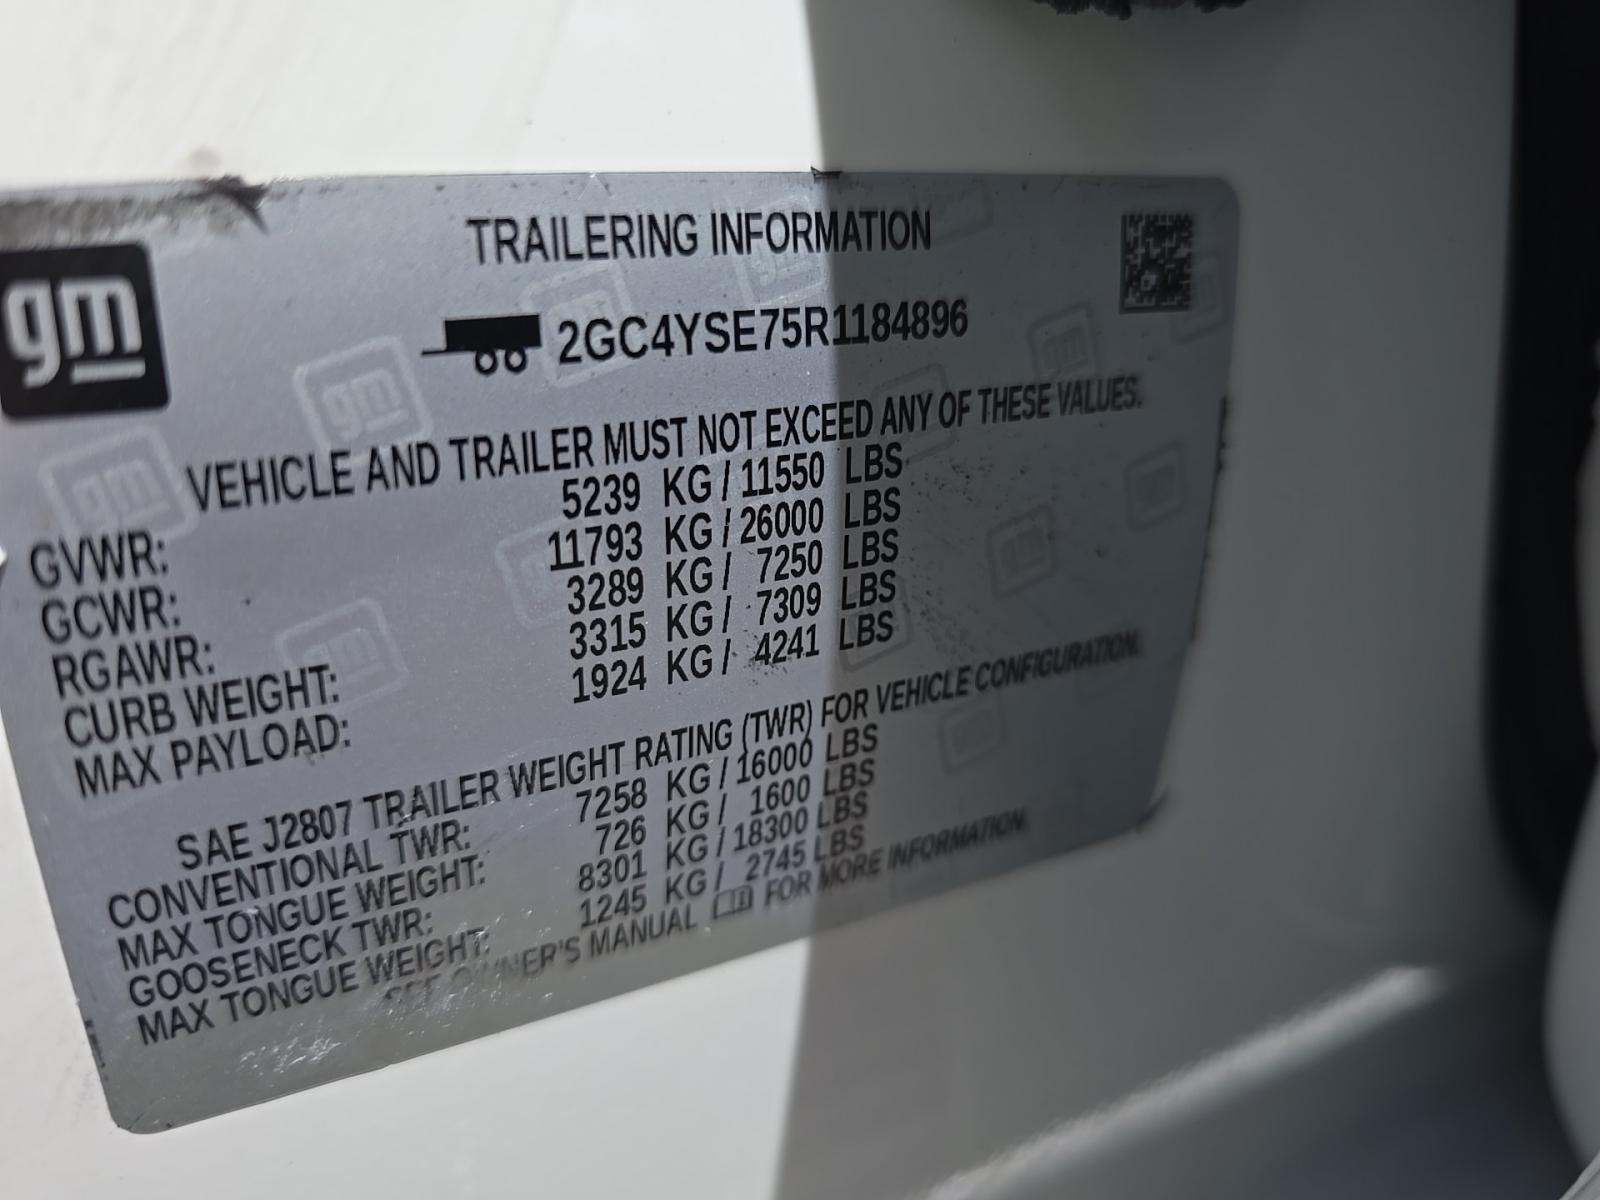 gm
TRAILERING INFORMATION
2GC4YSE75R1184896
VEHICLE AND TRAILER MUST NOT EXCEED ANY OF THESE VALUES.
GVWR: 5239 KG / 11550 LBS
GCWR: 11793 KG / 26000 LBS
RGAWR: 3289 KG / 7250 LBS
CURB WEIGHT: 3315 KG / 7309 LBS
MAX PAYLOAD: 1924 KG / 4241 LBS
SAE J2807 TRAILER WEIGHT RATING (TWR) FOR VEHICLE CONFIGURATION.
CONVENTIONAL TWR: 7258 KG / 16000 LBS
MAX TONGUE WEIGHT: 726 KG / 1600 LBS
GOOSENECK TWR: 8301 KG / 18300 LBS
MAX TONGUE WEIGHT: 1245 KG / 2745 LBS
SEE OWNER'S MANUAL FOR MORE INFORMATION.